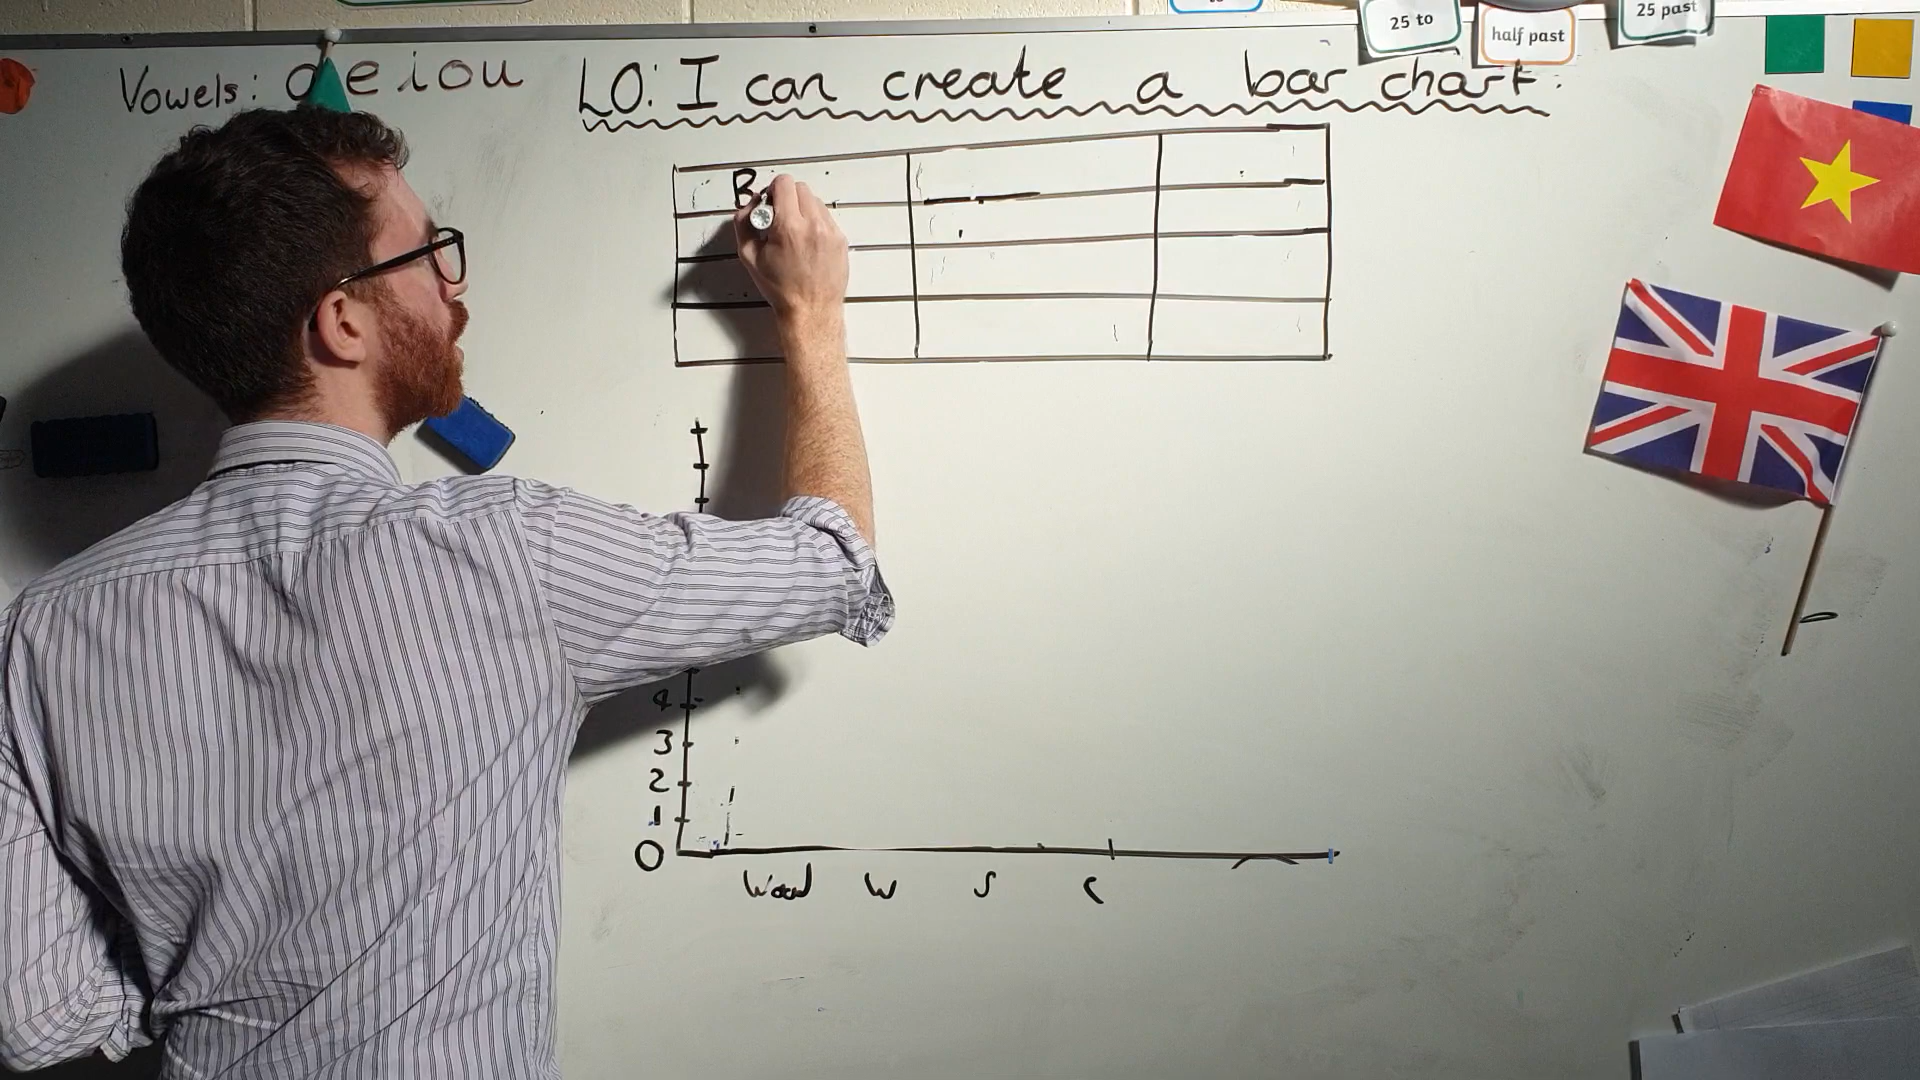 25 to
half past
25 past
Vowels: a e i o u
LO: I can create a bar chart.
B
4
3
2
1
0
Wood W S C